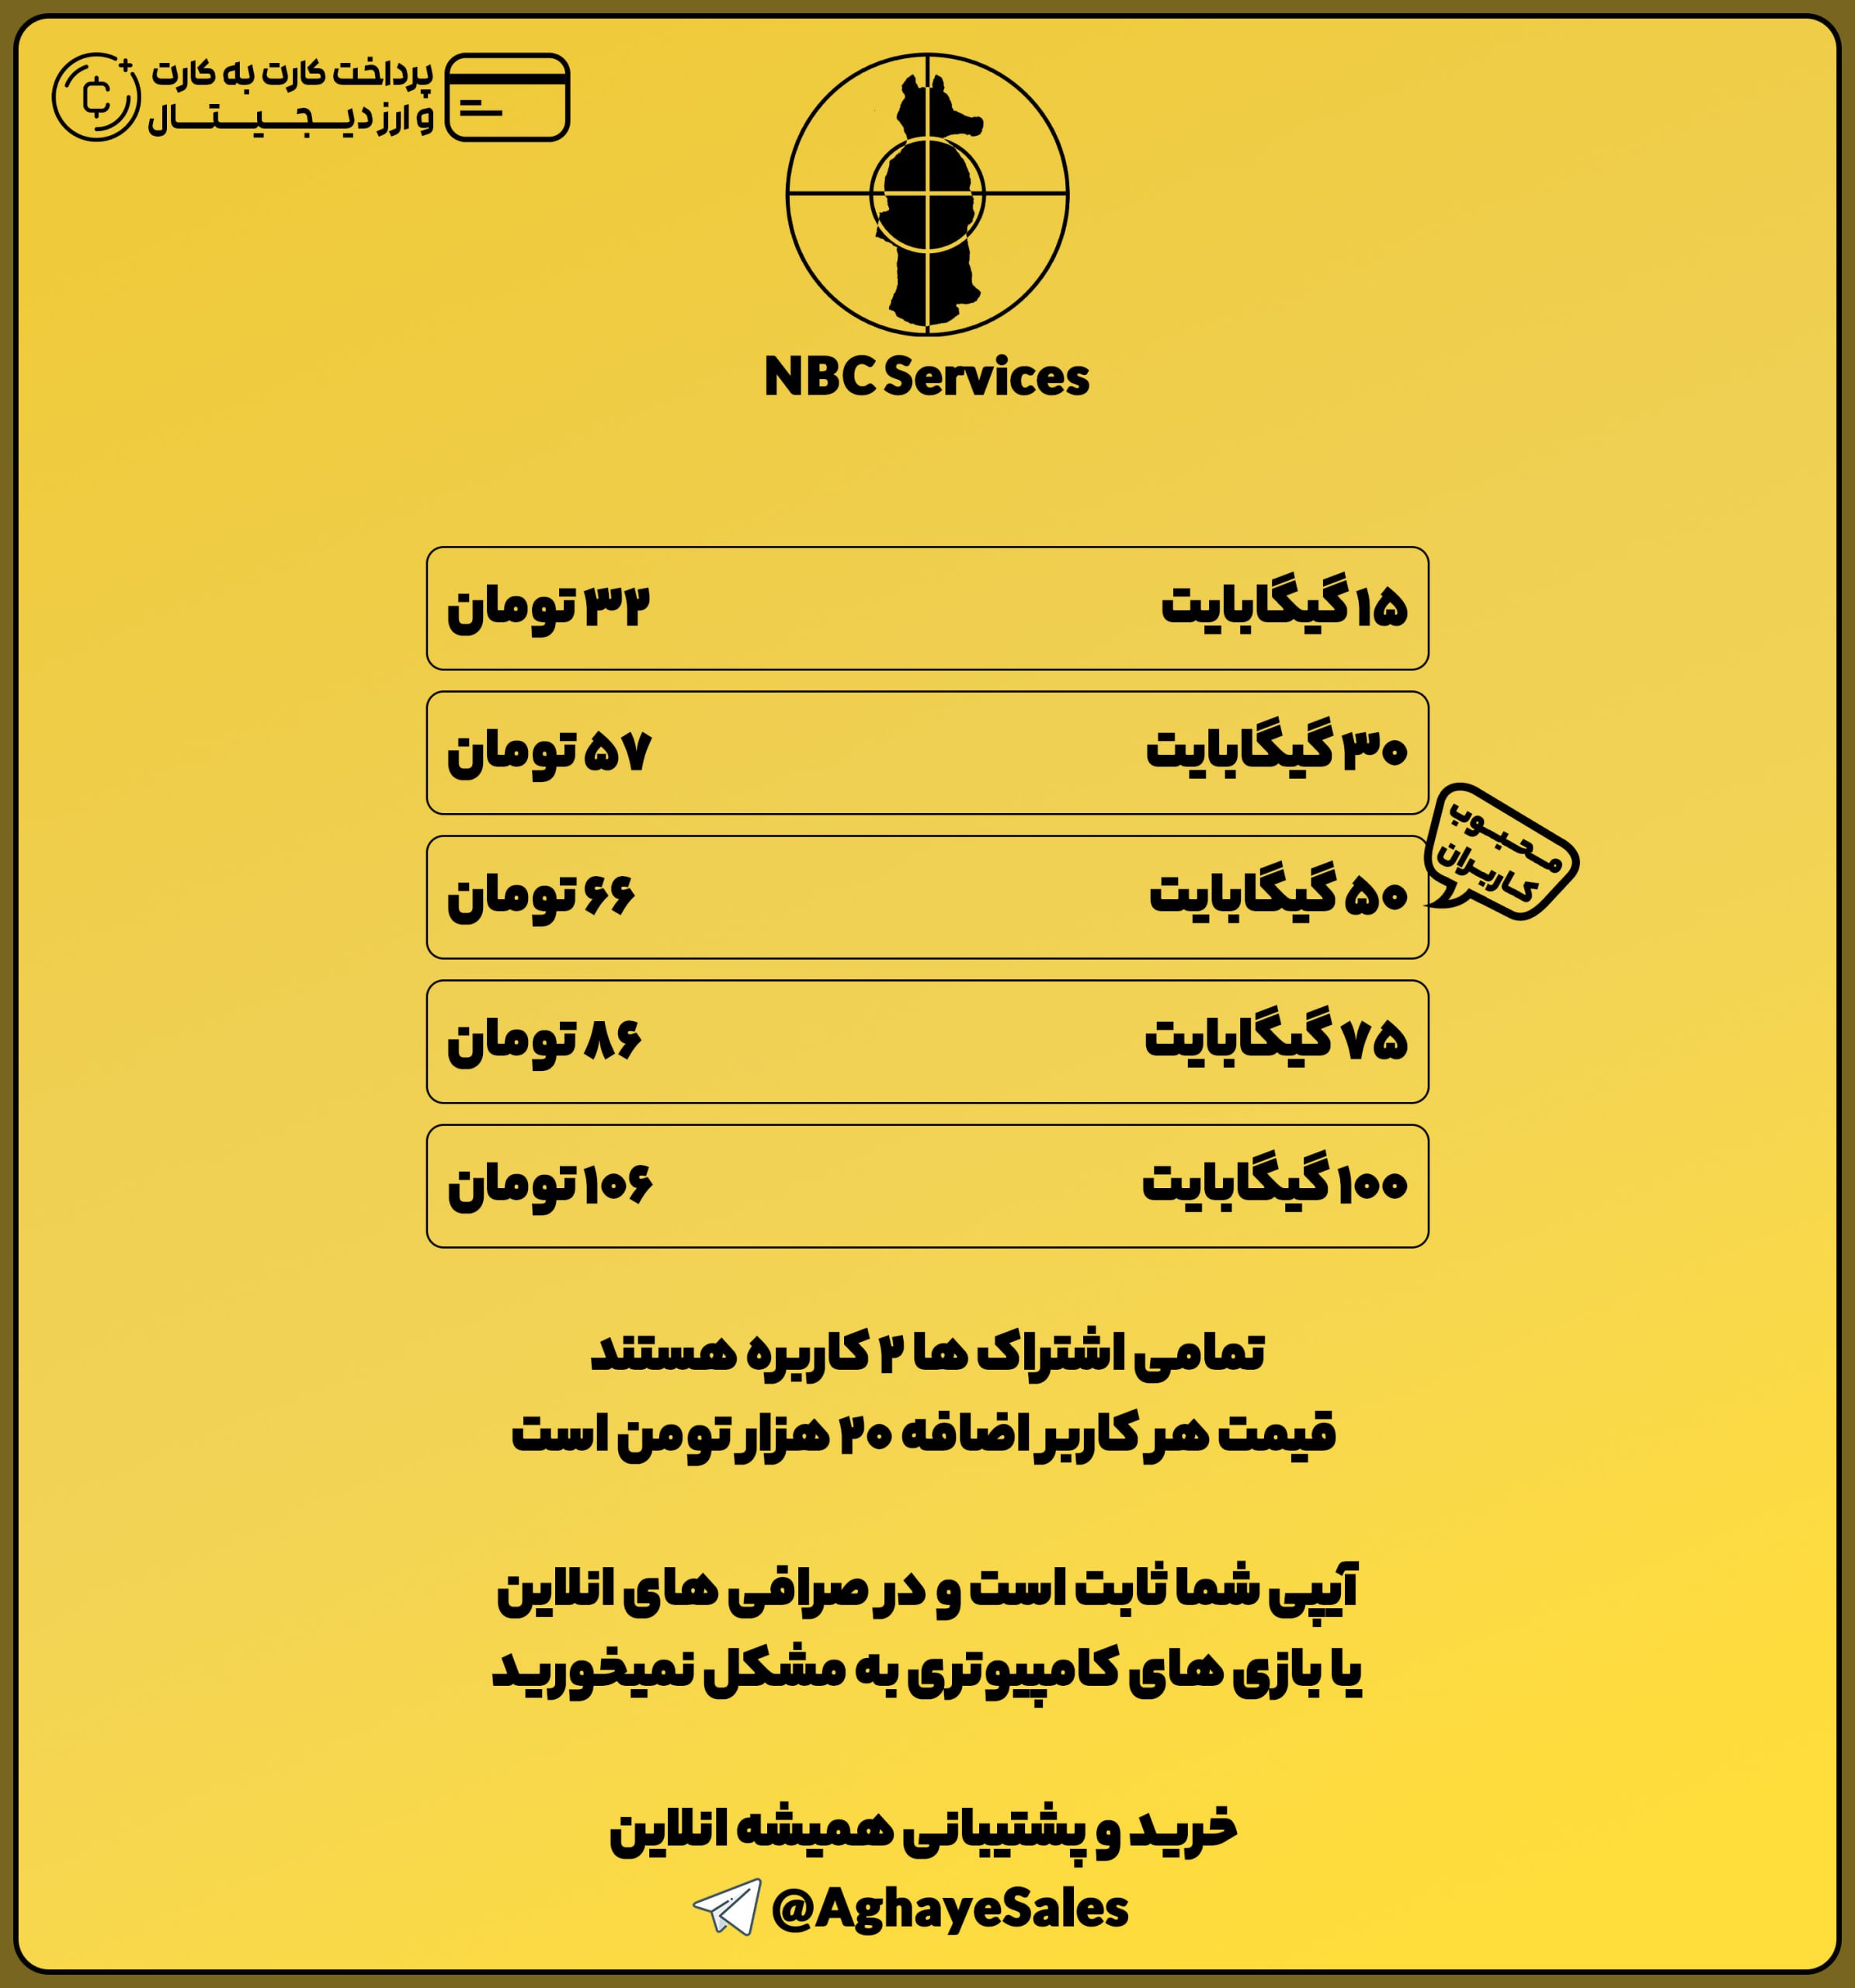 پرداخت کارت به کارت
و ارز دیـجـیـتـال
NBC Services
۱۵ گیگابایت ۳۲ تومان
۳۰ گیگابایت ۵۷ تومان
محبوب
کاربران
۵۰ گیگابایت ۶۶ تومان
۷۵ گیگابایت ۸۶ تومان
۱۰۰ گیگابایت ۱۰۶ تومان
تمامی اشتراک ها ۲ کاربره هستند
قیمت هر کاربر اضافه ۲۰ هزار تومن است
آیپی شما ثابت است و در صرافی های انلاین
یا بازی های کامپیوتری به مشکل نمیخورید
خرید و پشتیبانی همیشه انلاین
@AghayeSales